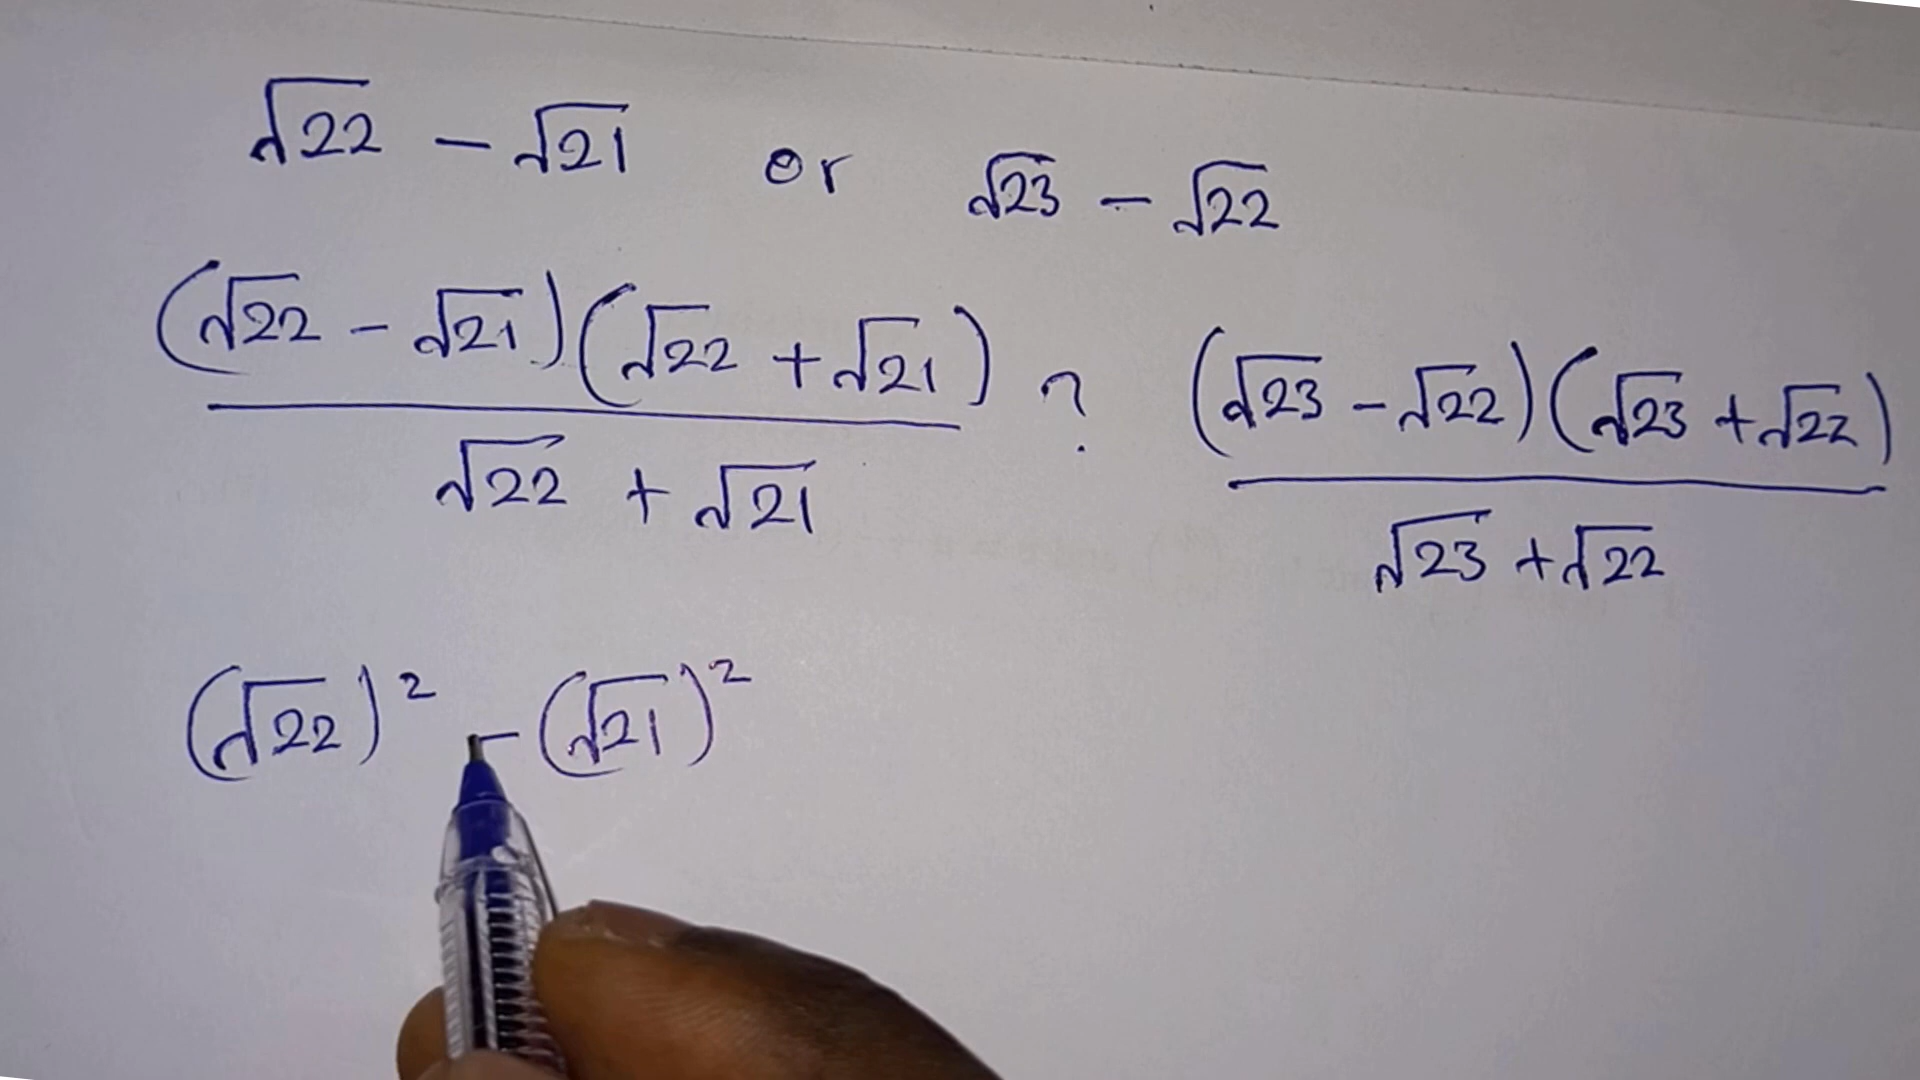 √22 - √21 or √23 - √22
(√22 - √21)(√22 + √21) ? (√23 - √22)(√23 + √22)
√22 + √21 √23 + √22
(√22)² - (√21)²